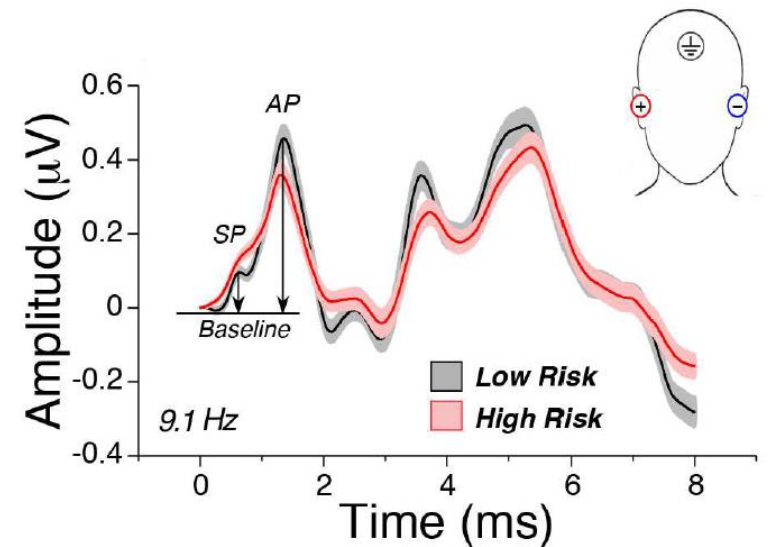 Amplitude (μV)
0.6
0.4
0.2
0
-0.2
-0.4
AP
SP
Baseline
+
−
Low Risk
High Risk
9.1 Hz
0 2 4 6 8
Time (ms)